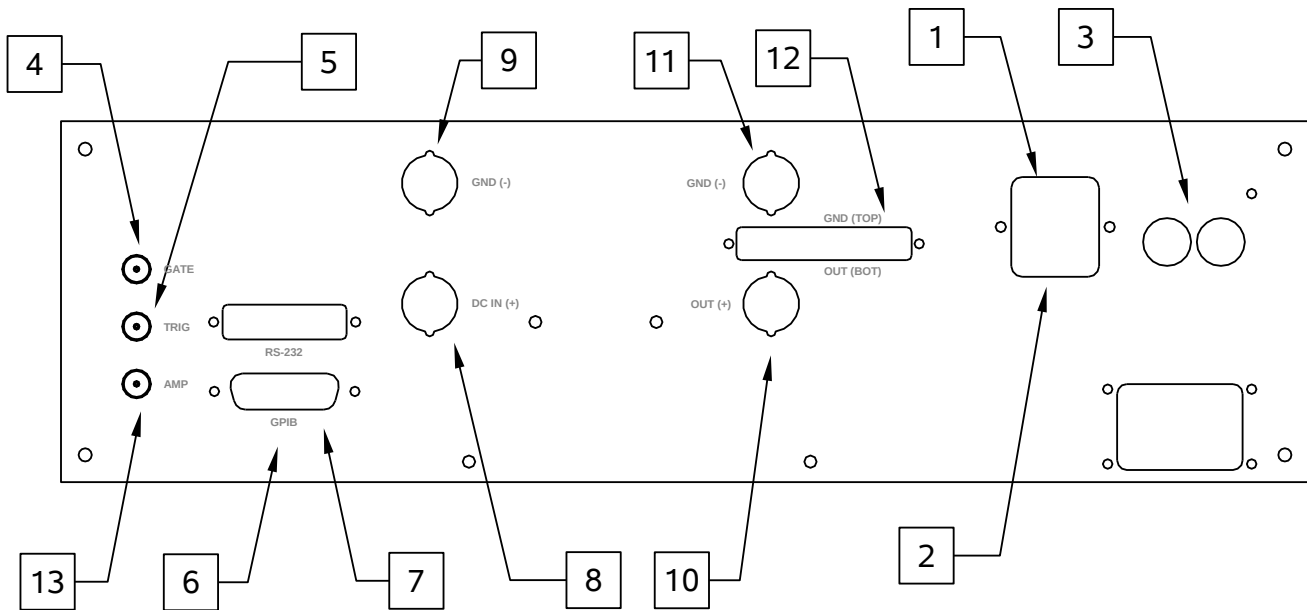 1
3
4
5
9
11
12
GND (-)
GND (-)
GND (TOP)
OUT (BOT)
GATE
DC IN (+)
OUT (+)
TRIG
RS-232
AMP
GPIB
13
6
7
8
10
2